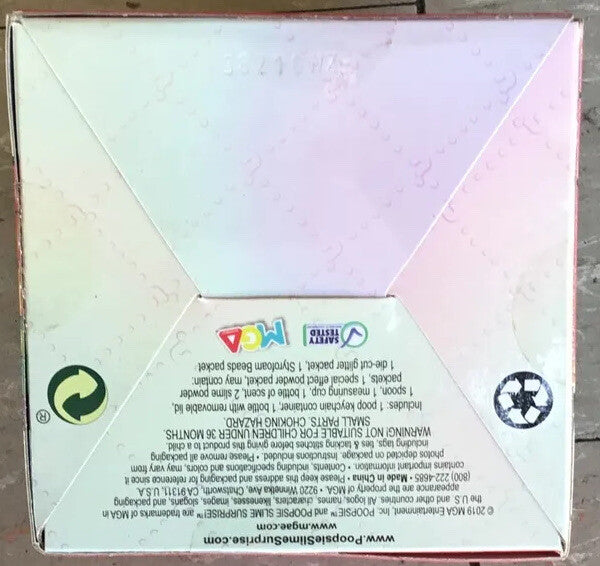 www.PoopsieSlimeSurprise.com
www.mgae.com
© 2019 MGA Entertainment, Inc. POOPSIE™ and POOPSIE SLIME SURPRISE!™ are trademarks of MGA in
the U.S. and other countries. All logos, names, characters, likenesses, images, slogans, and packaging
appearance are the property of MGA. • 9220 Winnetka Ave, Chatsworth, CA 91311, U.S.A.
(800) 222-4685 • Made in China • Please keep this address and packaging for reference since it
contains important information. • Contents, including specifications and colors, may vary from
photos depicted on package. Instructions included. • Please remove all packaging
including tags, ties & tacking stitches before giving this product to a child.
WARNING! NOT SUITABLE FOR CHILDREN UNDER 36 MONTHS
SMALL PARTS. CHOKING HAZARD
Includes: 1 poop keychain container, 1 bottle with removable lid,
1 spoon, 1 measuring cup, 1 bottle of scent, 2 slime powder
packets, 1 special effect powder packet, may contain:
1 die-cut glitter packet, 1 Styrofoam Beads packet
SAFETY
TESTED
MGA
®